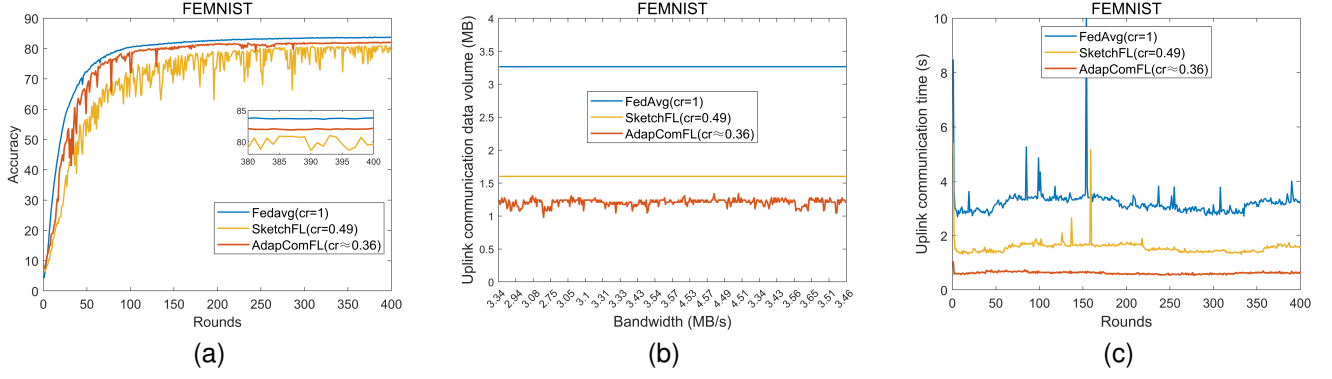 FEMNIST
90
80
70
60
50
40
30
20
10
0
Accuracy
85
80
380 385 390 395 400
Fedavg(cr=1)
SketchFL(cr=0.49)
AdapComFL(cr≈0.36)
0 50 100 150 200 250 300 350 400
Rounds
(a)
FEMNIST
4
3.5
3
2.5
2
1.5
1
0.5
0
Uplink communication data volume (MB)
FedAvg(cr=1)
SketchFL(cr=0.49)
AdapComFL(cr≈0.36)
3.34 2.94 3.08 2.75 3.05 3.1 3.31 3.33 3.43 3.54 3.57 4.53 4.57 4.49 4.51 3.34 3.43 3.56 3.65 3.51 3.46
Bandwidth (MB/s)
(b)
FEMNIST
10
8
6
4
2
0
Uplink communication time (s)
FedAvg(cr=1)
SketchFL(cr=0.49)
AdapComFL(cr≈0.36)
0 50 100 150 200 250 300 350 400
Rounds
(c)